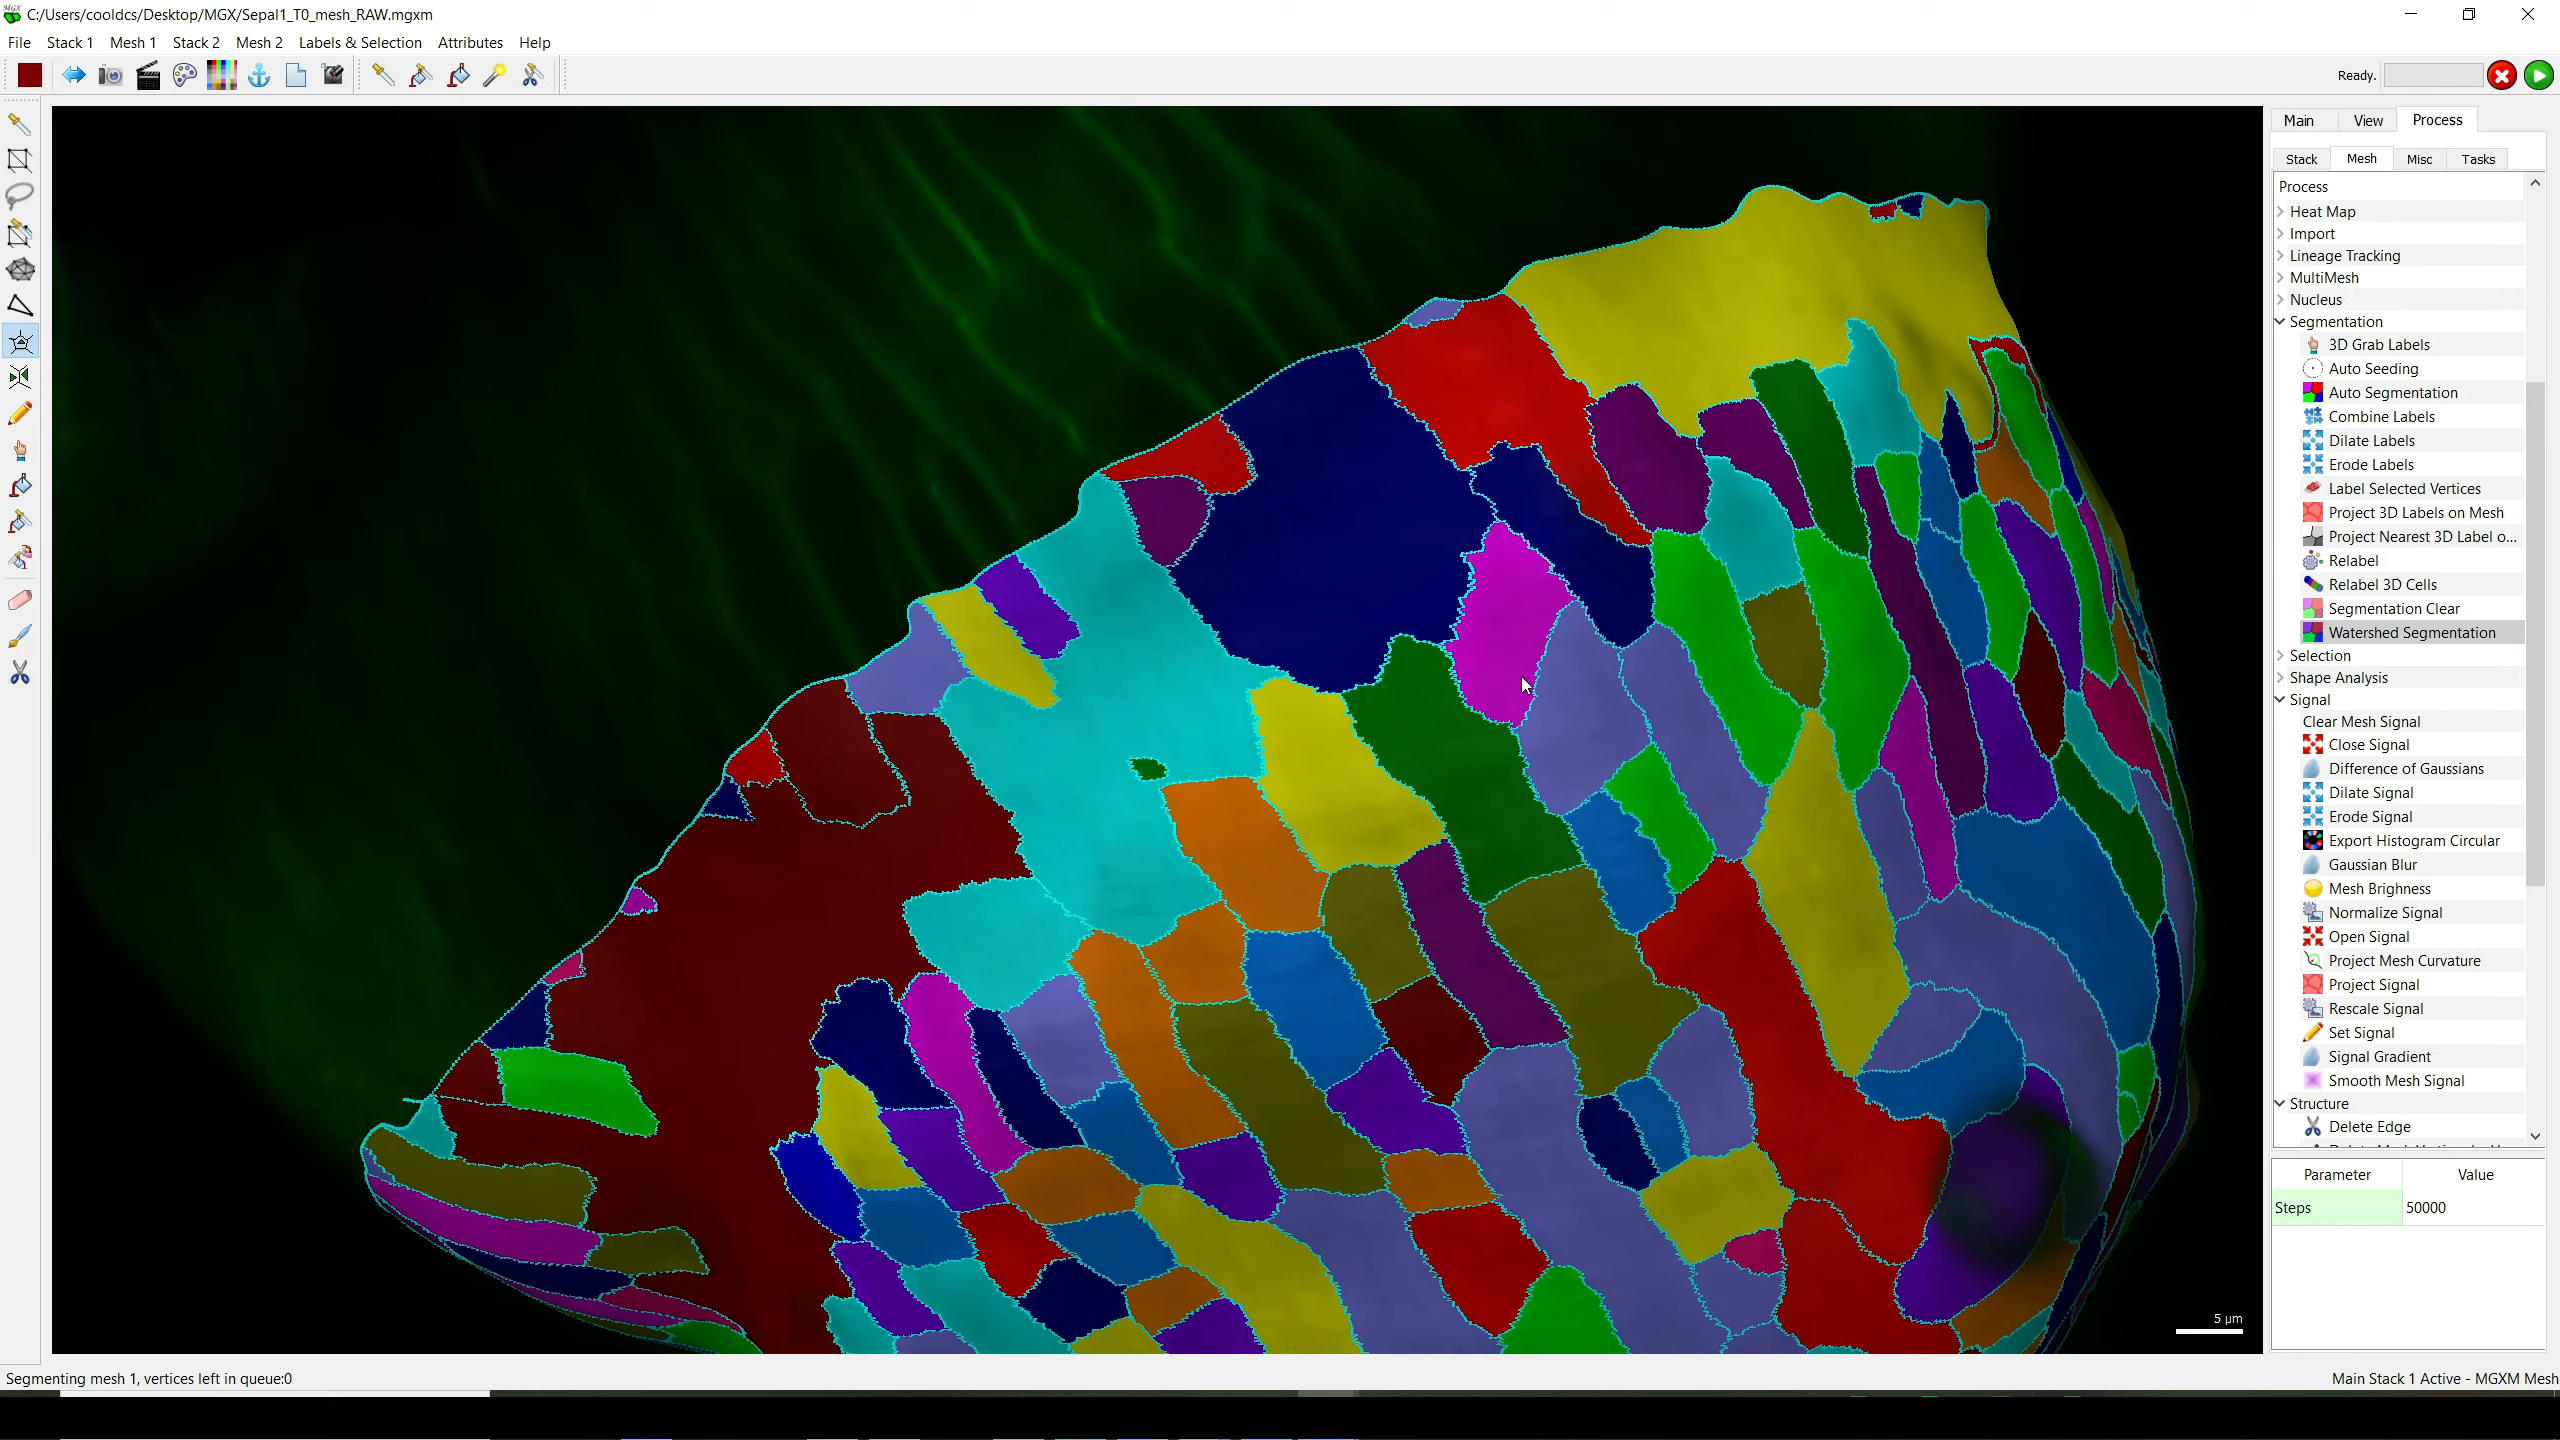 C:/Users/cooldcs/Desktop/MGX/Sepal1_T0_mesh_RAW.mgxm
File Stack 1 Mesh 1 Stack 2 Mesh 2 Labels & Selection Attributes Help
Ready.
Main View Process
Stack Mesh Misc Tasks
Process
Heat Map
Import
Lineage Tracking
MultiMesh
Nucleus
Segmentation
3D Grab Labels
Auto Seeding
Auto Segmentation
Combine Labels
Dilate Labels
Erode Labels
Label Selected Vertices
Project 3D Labels on Mesh
Project Nearest 3D Label o...
Relabel
Relabel 3D Cells
Segmentation Clear
Watershed Segmentation
Selection
Shape Analysis
Signal
Clear Mesh Signal
Close Signal
Difference of Gaussians
Dilate Signal
Erode Signal
Export Histogram Circular
Gaussian Blur
Mesh Brighness
Normalize Signal
Open Signal
Project Mesh Curvature
Project Signal
Rescale Signal
Set Signal
Signal Gradient
Smooth Mesh Signal
Structure
Delete Edge
Parameter Value
Steps 50000
5 µm
Segmenting mesh 1, vertices left in queue:0
Main Stack 1 Active - MGXM Mesh